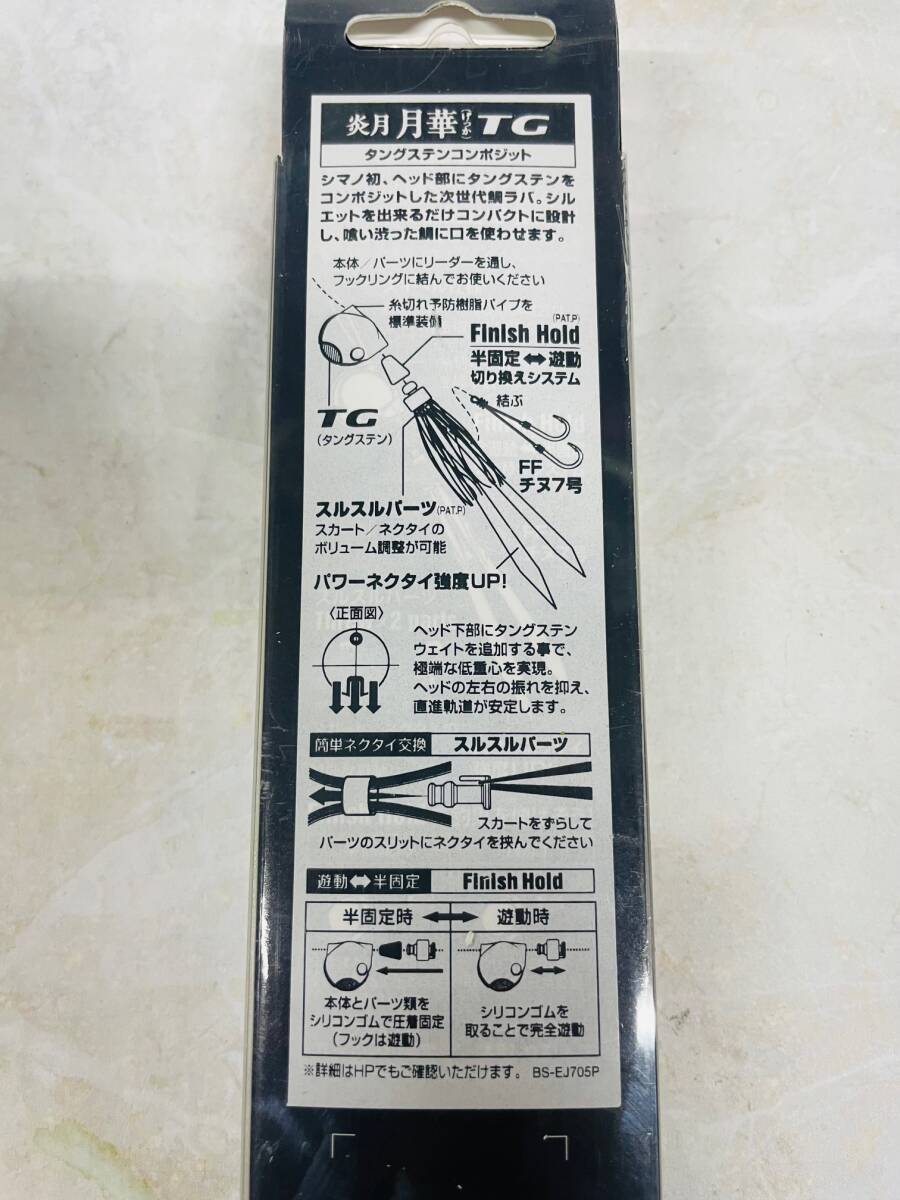 炎月 月華(げっか) TG
タングステンコンポジット
シマノ初、ヘッド部にタングステンを
コンポジットした次世代鯛ラバ。シル
エットを出来るだけコンパクトに設計
し、喰い渋った鯛に口を使わせます。
本体/パーツにリーダーを通し、
フックリングに結んでお使いください
糸切れ予防樹脂パイプを
標準装備
(PAT.P)
Finish Hold
半固定⇔遊動
切り換えシステム
結ぶ
TG
(タングステン)
FF
チヌ7号
スルスルパーツ(PAT.P)
スカート/ネクタイの
ボリューム調整が可能
パワーネクタイ強度UP!
〈正面図〉
ヘッド下部にタングステン
ウェイトを追加する事で、
極端な低重心を実現。
ヘッドの左右の振れを抑え、
直進軌道が安定します。
簡単ネクタイ交換 スルスルパーツ
スカートをずらして
パーツのスリットにネクタイを挟んでください
遊動⇔半固定 Finish Hold
半固定時 ⇔ 遊動時
本体とパーツ類を
シリコンゴムで圧着固定
(フックは遊動)
シリコンゴムを
取ることで完全遊動
※詳細はHPでもご確認いただけます。 BS-EJ705P